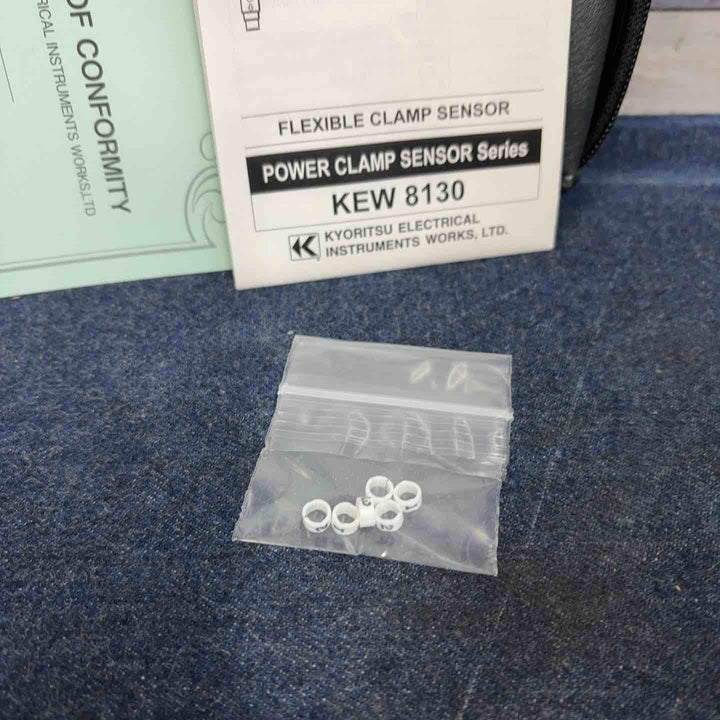 OF CONFORMITY
RICAL INSTRUMENTS WORKS,LTD
FLEXIBLE CLAMP SENSOR
POWER CLAMP SENSOR Series
KEW 8130
KYORITSU ELECTRICAL
INSTRUMENTS WORKS, LTD.